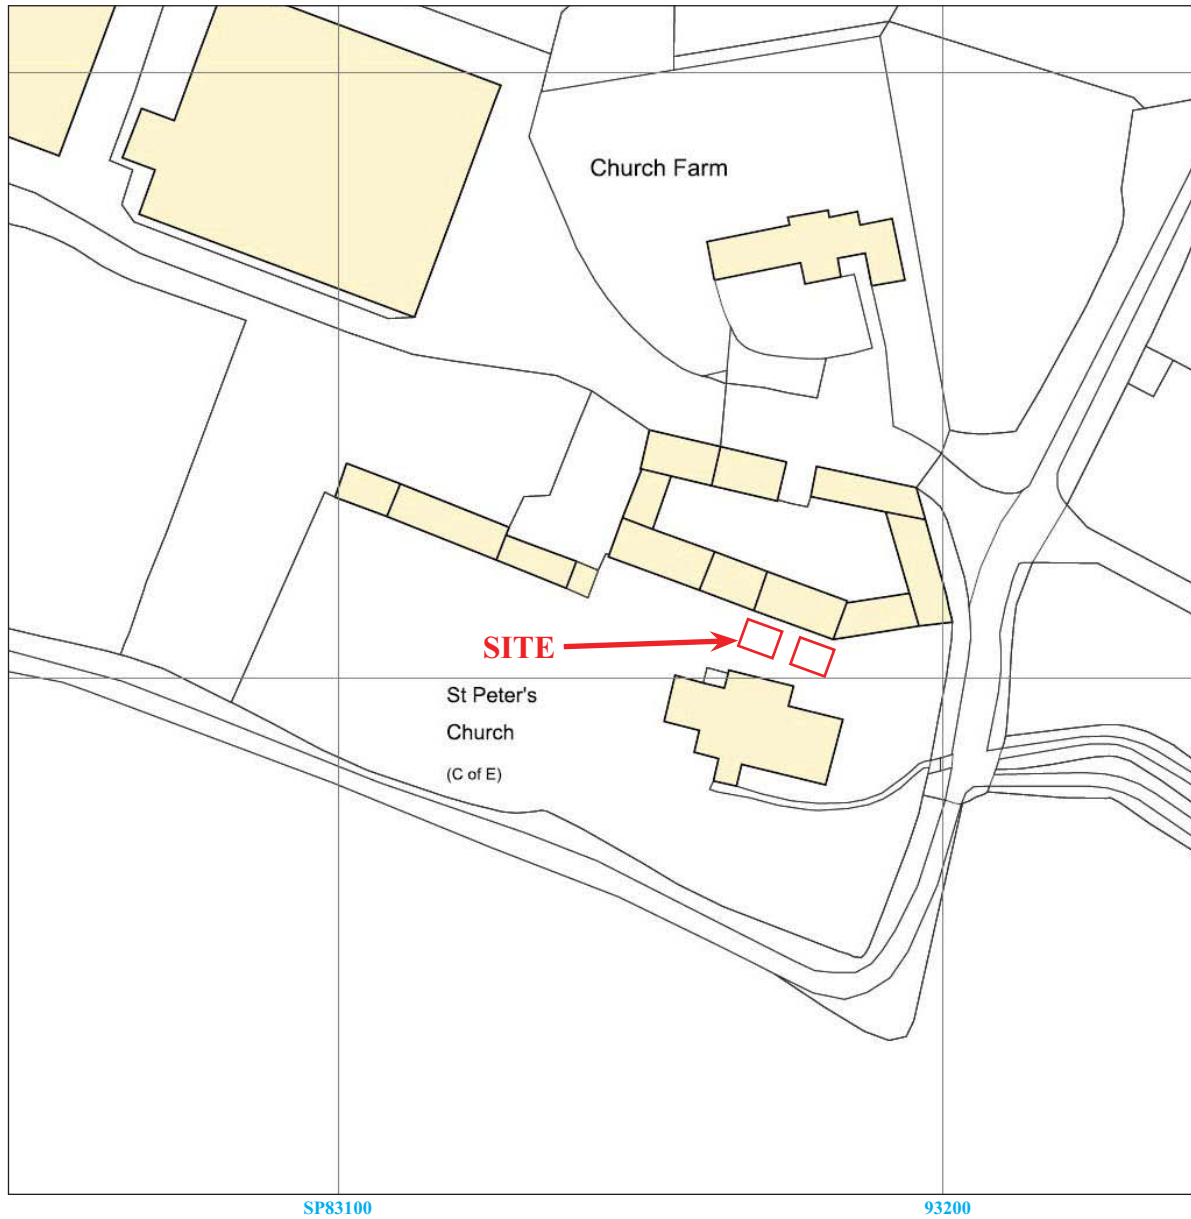 Church Farm
SITE
St Peter's
Church
(C of E)
SP83100
93200